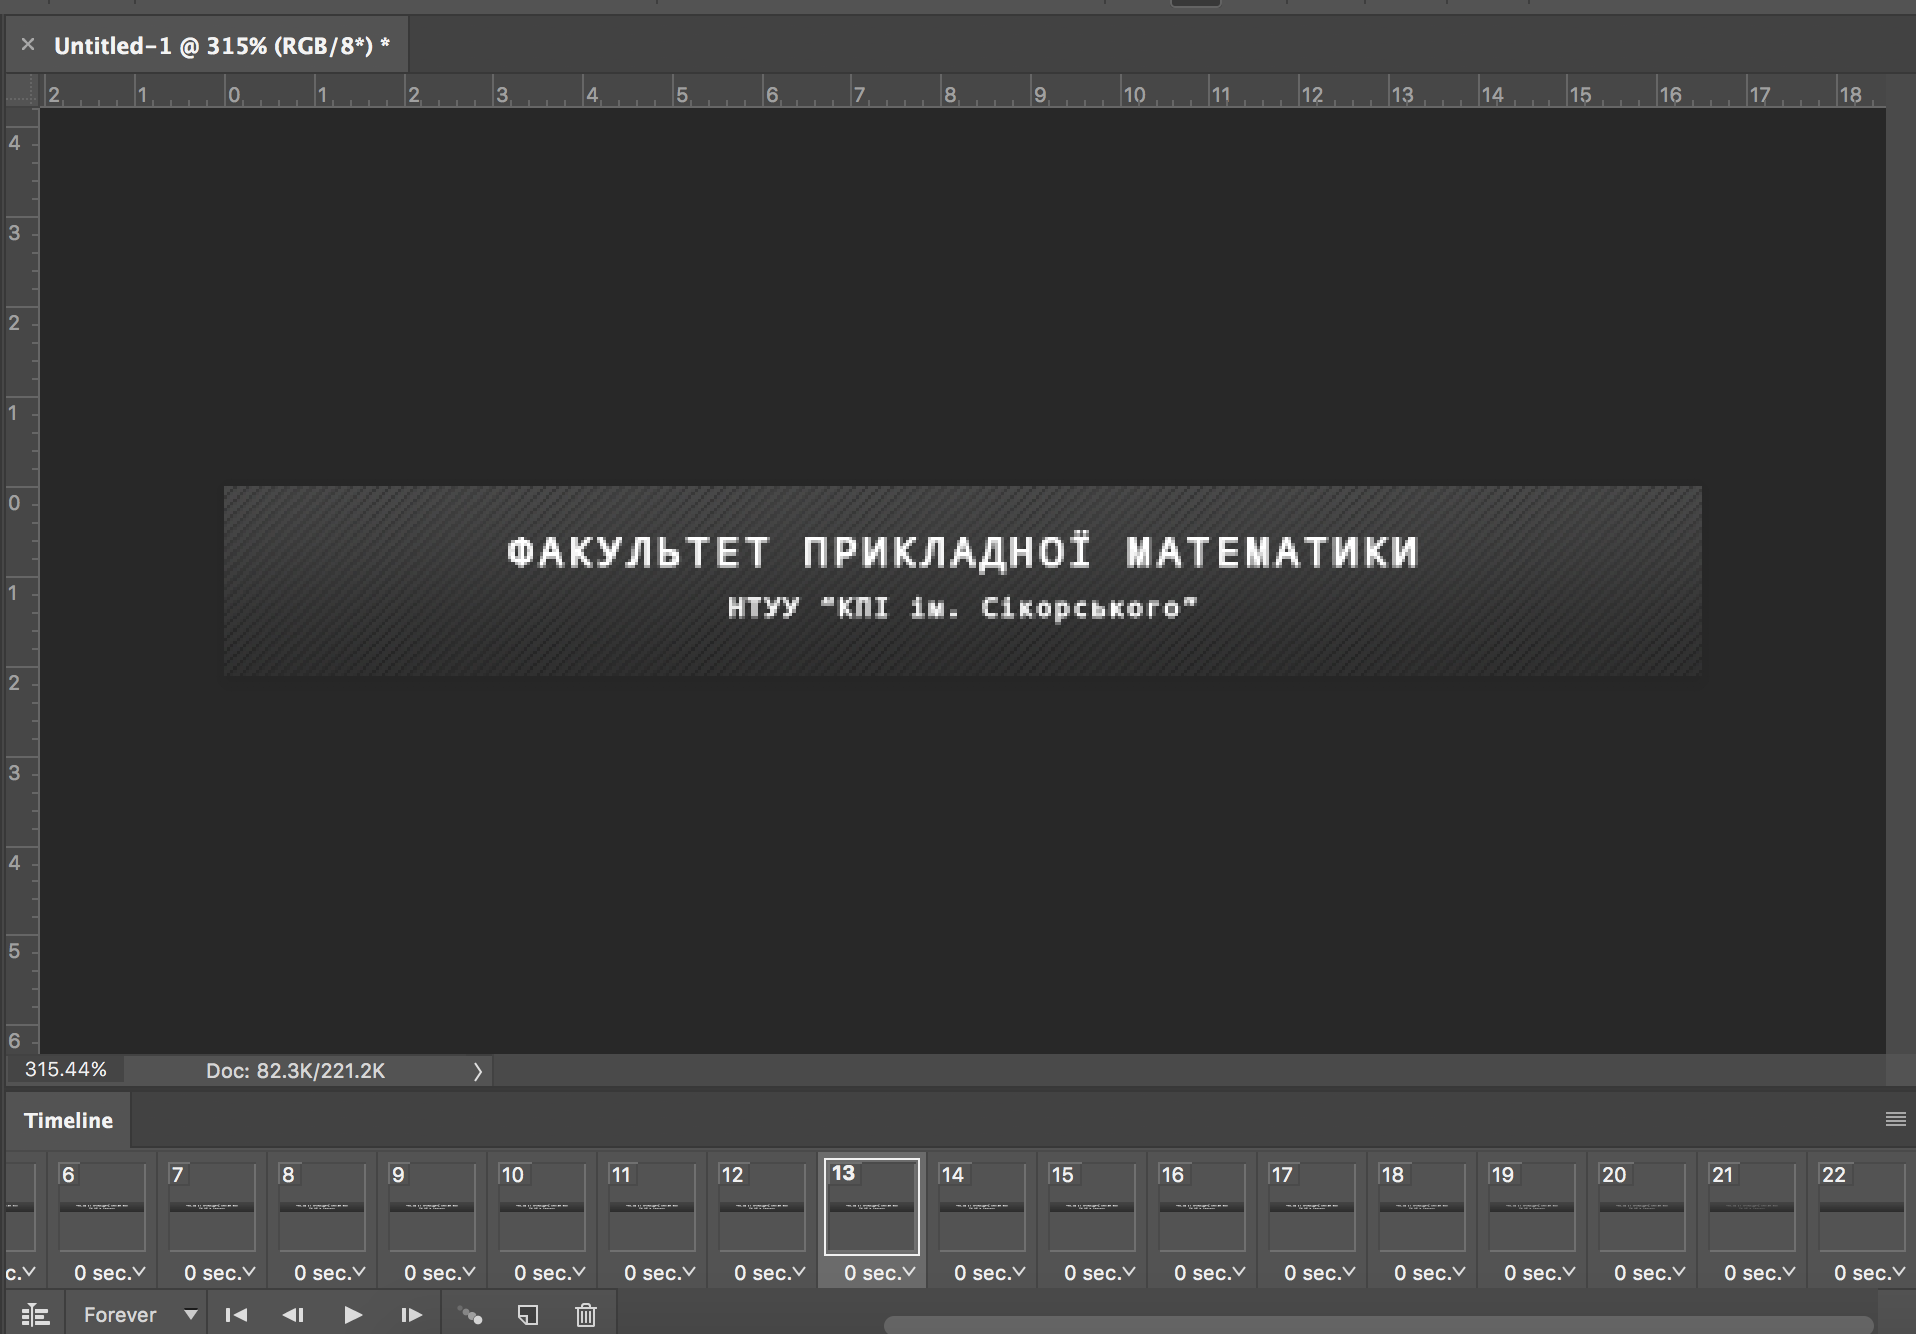 Untitled-1 @ 315% (RGB/8*) *
2 1 0 1 2 3 4 5 6 7 8 9 10 11 12 13 14 15 16 17 18
4
3
2
1
0
1
2
3
4
5
6
ФАКУЛЬТЕТ ПРИКЛАДНОЇ МАТЕМАТИКИ
НТУУ “КПІ ім. Сікорського”
315.44% Doc: 82.3K/221.2K
Timeline
6 7 8 9 10 11 12 13 14 15 16 17 18 19 20 21 22
c. 0 sec. 0 sec. 0 sec. 0 sec. 0 sec. 0 sec. 0 sec. 0 sec. 0 sec. 0 sec. 0 sec. 0 sec. 0 sec. 0 sec. 0 sec. 0 sec. 0 sec.
Forever